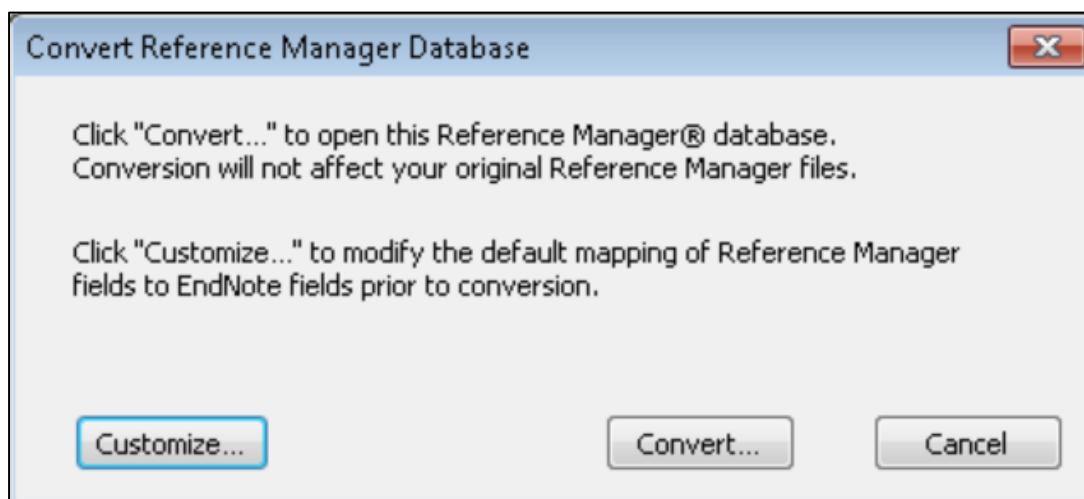 Convert Reference Manager Database
Click "Convert..." to open this Reference Manager® database.
Conversion will not affect your original Reference Manager files.
Click "Customize..." to modify the default mapping of Reference Manager
fields to EndNote fields prior to conversion.
Customize... Convert... Cancel